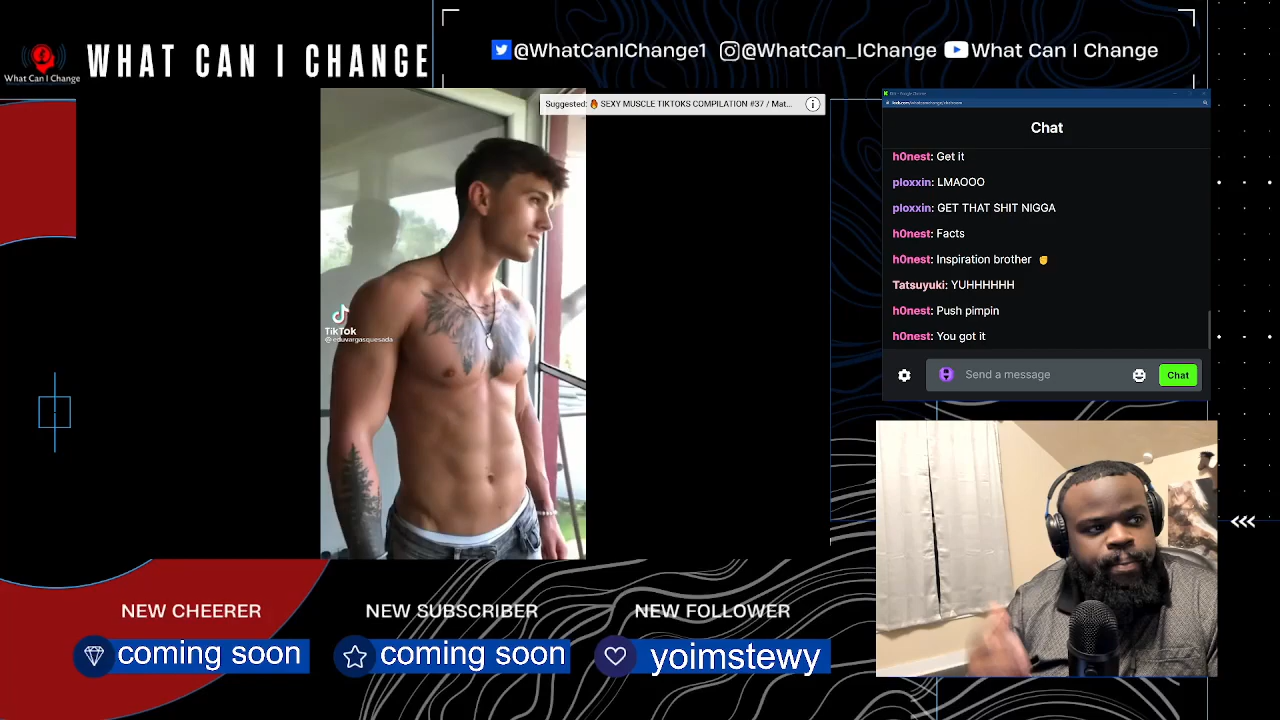 What Can I Change
WHAT CAN I CHANGE
@WhatCanIChange1 @WhatCan_IChange What Can I Change
Suggested: 🔥 SEXY MUSCLE TIKTOKS COMPILATION #37 / Mat...
TikTok
@eduvargasquesada
Chat
h0nest: Get it
ploxxin: LMAOOO
ploxxin: GET THAT SHIT NIGGA
h0nest: Facts
h0nest: Inspiration brother ✊
Tatsuyuki: YUHHHHHH
h0nest: Push pimpin
h0nest: You got it
Send a message
Chat
NEW CHEERER
coming soon
NEW SUBSCRIBER
coming soon
NEW FOLLOWER
yoimstewy